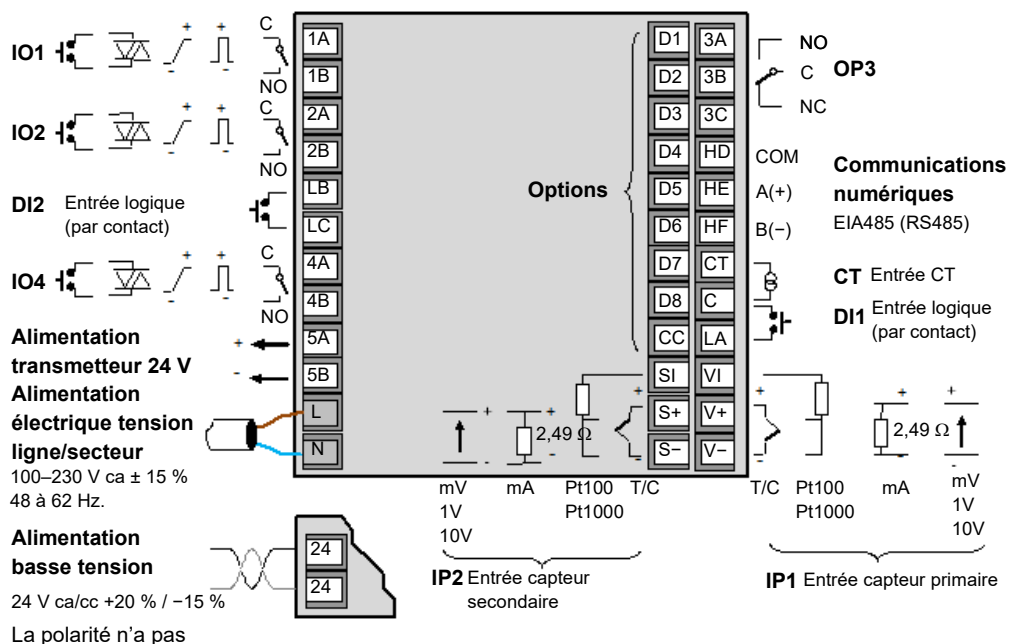 IO1
C
NO
IO2
C
NO
DI2 Entrée logique
(par contact)
IO4
C
NO
Alimentation
transmetteur 24 V
+
-
Alimentation
électrique tension
ligne/secteur
100–230 V ca ± 15 %
48 à 62 Hz.
Alimentation
basse tension
24 V ca/cc +20 % / −15 %
La polarité n’a pas
1A
1B
2A
2B
LB
LC
4A
4B
5A
5B
L
N
24
24
Options
D1
D2
D3
D4
D5
D6
D7
D8
CC
SI
S+
S−
3A
3B
3C
HD
HE
HF
CT
C
LA
VI
V+
V−
NO
C
NC
OP3
COM
A(+)
B(−)
Communications
numériques
EIA485 (RS485)
CT Entrée CT
DI1 Entrée logique
(par contact)
2,49 Ω
mV
1V
10V
mA
Pt100
Pt1000
T/C
IP2 Entrée capteur
secondaire
T/C
Pt100
Pt1000
2,49 Ω
mA
mV
1V
10V
IP1 Entrée capteur primaire